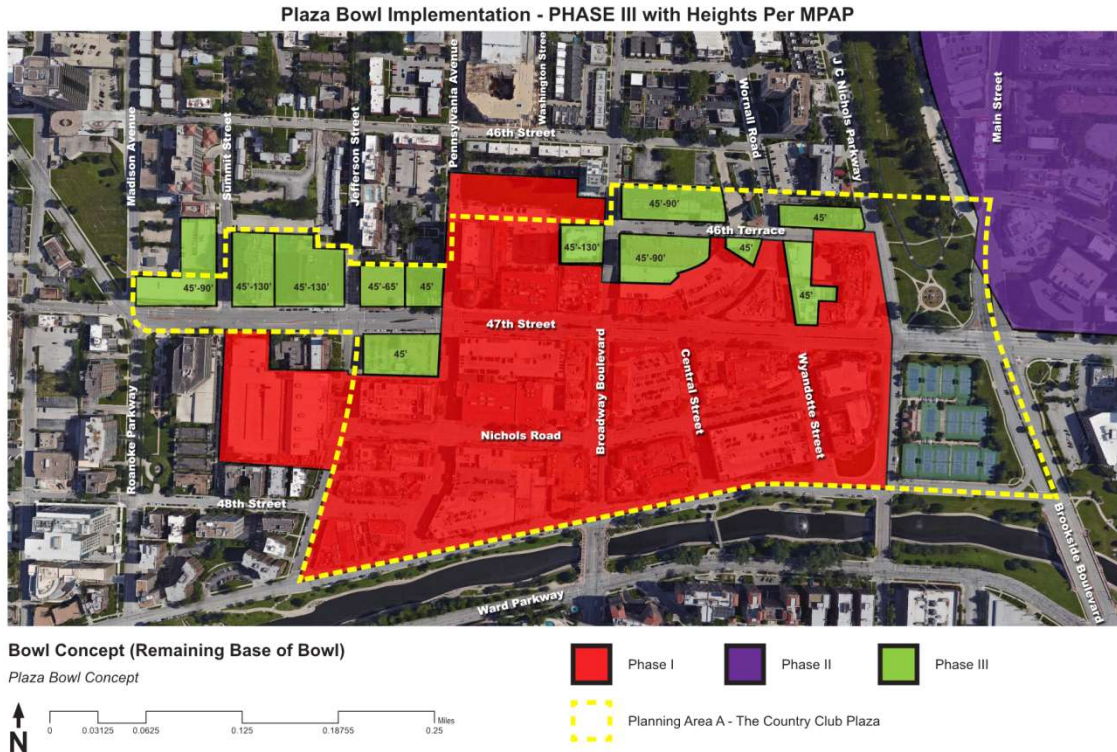 Plaza Bowl Implementation - PHASE III with Heights Per MPAP
Madison Avenue
Summit Street
Jefferson Street
Pennsylvania Avenue
46th Street
Washington Street
Wornall Road
J C Nichols Parkway
Main Street
45'-90'
45'
46th Terrace
45'-130'
45'-90'
45'
45'-90'
45'-130'
45'-130'
45'-65'
45'
45'
47th Street
45'
Broadway Boulevard
Central Street
Wyandotte Street
Roanoke Parkway
Nichols Road
48th Street
Ward Parkway
Brookside Boulevard
Bowl Concept (Remaining Base of Bowl)
Plaza Bowl Concept
Phase I
Phase II
Phase III
Planning Area A - The Country Club Plaza
N
0 0.03125 0.0625 0.125 0.18755 0.25
Miles